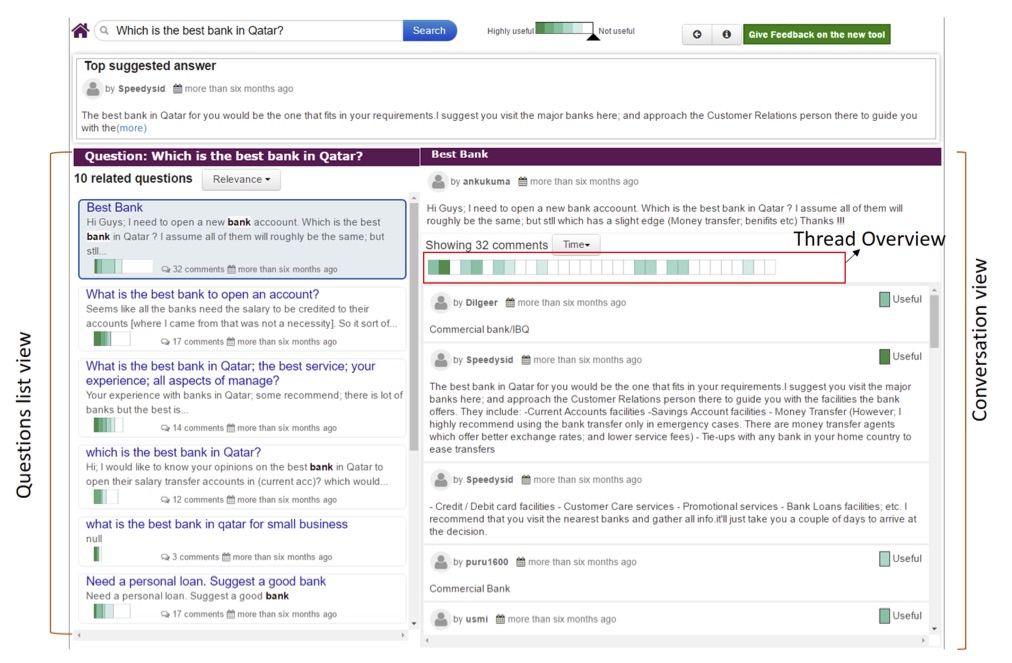 Which is the best bank in Qatar?
Search
Highly useful
Not useful
Give Feedback on the new tool
Top suggested answer
by Speedysid more than six months ago
The best bank in Qatar for you would be the one that fits in your requirements.I suggest you visit the major banks here; and approach the Customer Relations person there to guide you
with the(more)
Questions list view
Question: Which is the best bank in Qatar?
10 related questions
Relevance
Best Bank
Hi Guys; I need to open a new bank acoount. Which is the best
bank in Qatar ? I assume all of them will roughly be the same; but
stll...
32 comments more than six months ago
What is the best bank to open an account?
Seems like all the banks need the salary to be credited to their
accounts [where I came from that was not a necessity]. So it sort of...
17 comments more than six months ago
What is the best bank in Qatar; the best service; your
experience; all aspects of manage?
Your experience with banks in Qatar; some recommend; there is lot of
banks but the best is...
14 comments more than six months ago
which is the best bank in Qatar?
Hi; I would like to know your opinions on the best bank in Qatar to
open their salary transfer accounts in (current acc)? which would...
12 comments more than six months ago
what is the best bank in qatar for small business
null
3 comments more than six months ago
Need a personal loan. Suggest a good bank
Need a personal loan. Suggest a good bank
17 comments more than six months ago
Best Bank
by ankukuma more than six months ago
Hi Guys; I need to open a new bank acoount. Which is the best bank in Qatar ? I assume all of them will
roughly be the same; but stll which has a slight edge (Money transfer; benifits etc) Thanks !!!
Showing 32 comments
Time
Thread Overview
by Dilgeer more than six months ago
Useful
Commercial bank/IBQ
by Speedysid more than six months ago
Useful
The best bank in Qatar for you would be the one that fits in your requirements.I suggest you visit the major
banks here; and approach the Customer Relations person there to guide you with the facilities the bank
offers. They include: -Current Accounts facilities -Savings Account facilities - Money Transfer (However; I
highly recommend using the bank transfer only in emergency cases. There are money transfer agents
which offer better exchange rates; and lower service fees) - Tie-ups with any bank in your home country to
ease transfers
by Speedysid more than six months ago
- Credit / Debit card facilities - Customer Care services - Promotional services - Bank Loans facilities; etc. I
recommend that you visit the nearest banks and gather all info.it'll just take you a couple of days to arrive at
the decision.
by puru1600 more than six months ago
Useful
Commercial Bank
by usmi more than six months ago
Useful
Conversation view